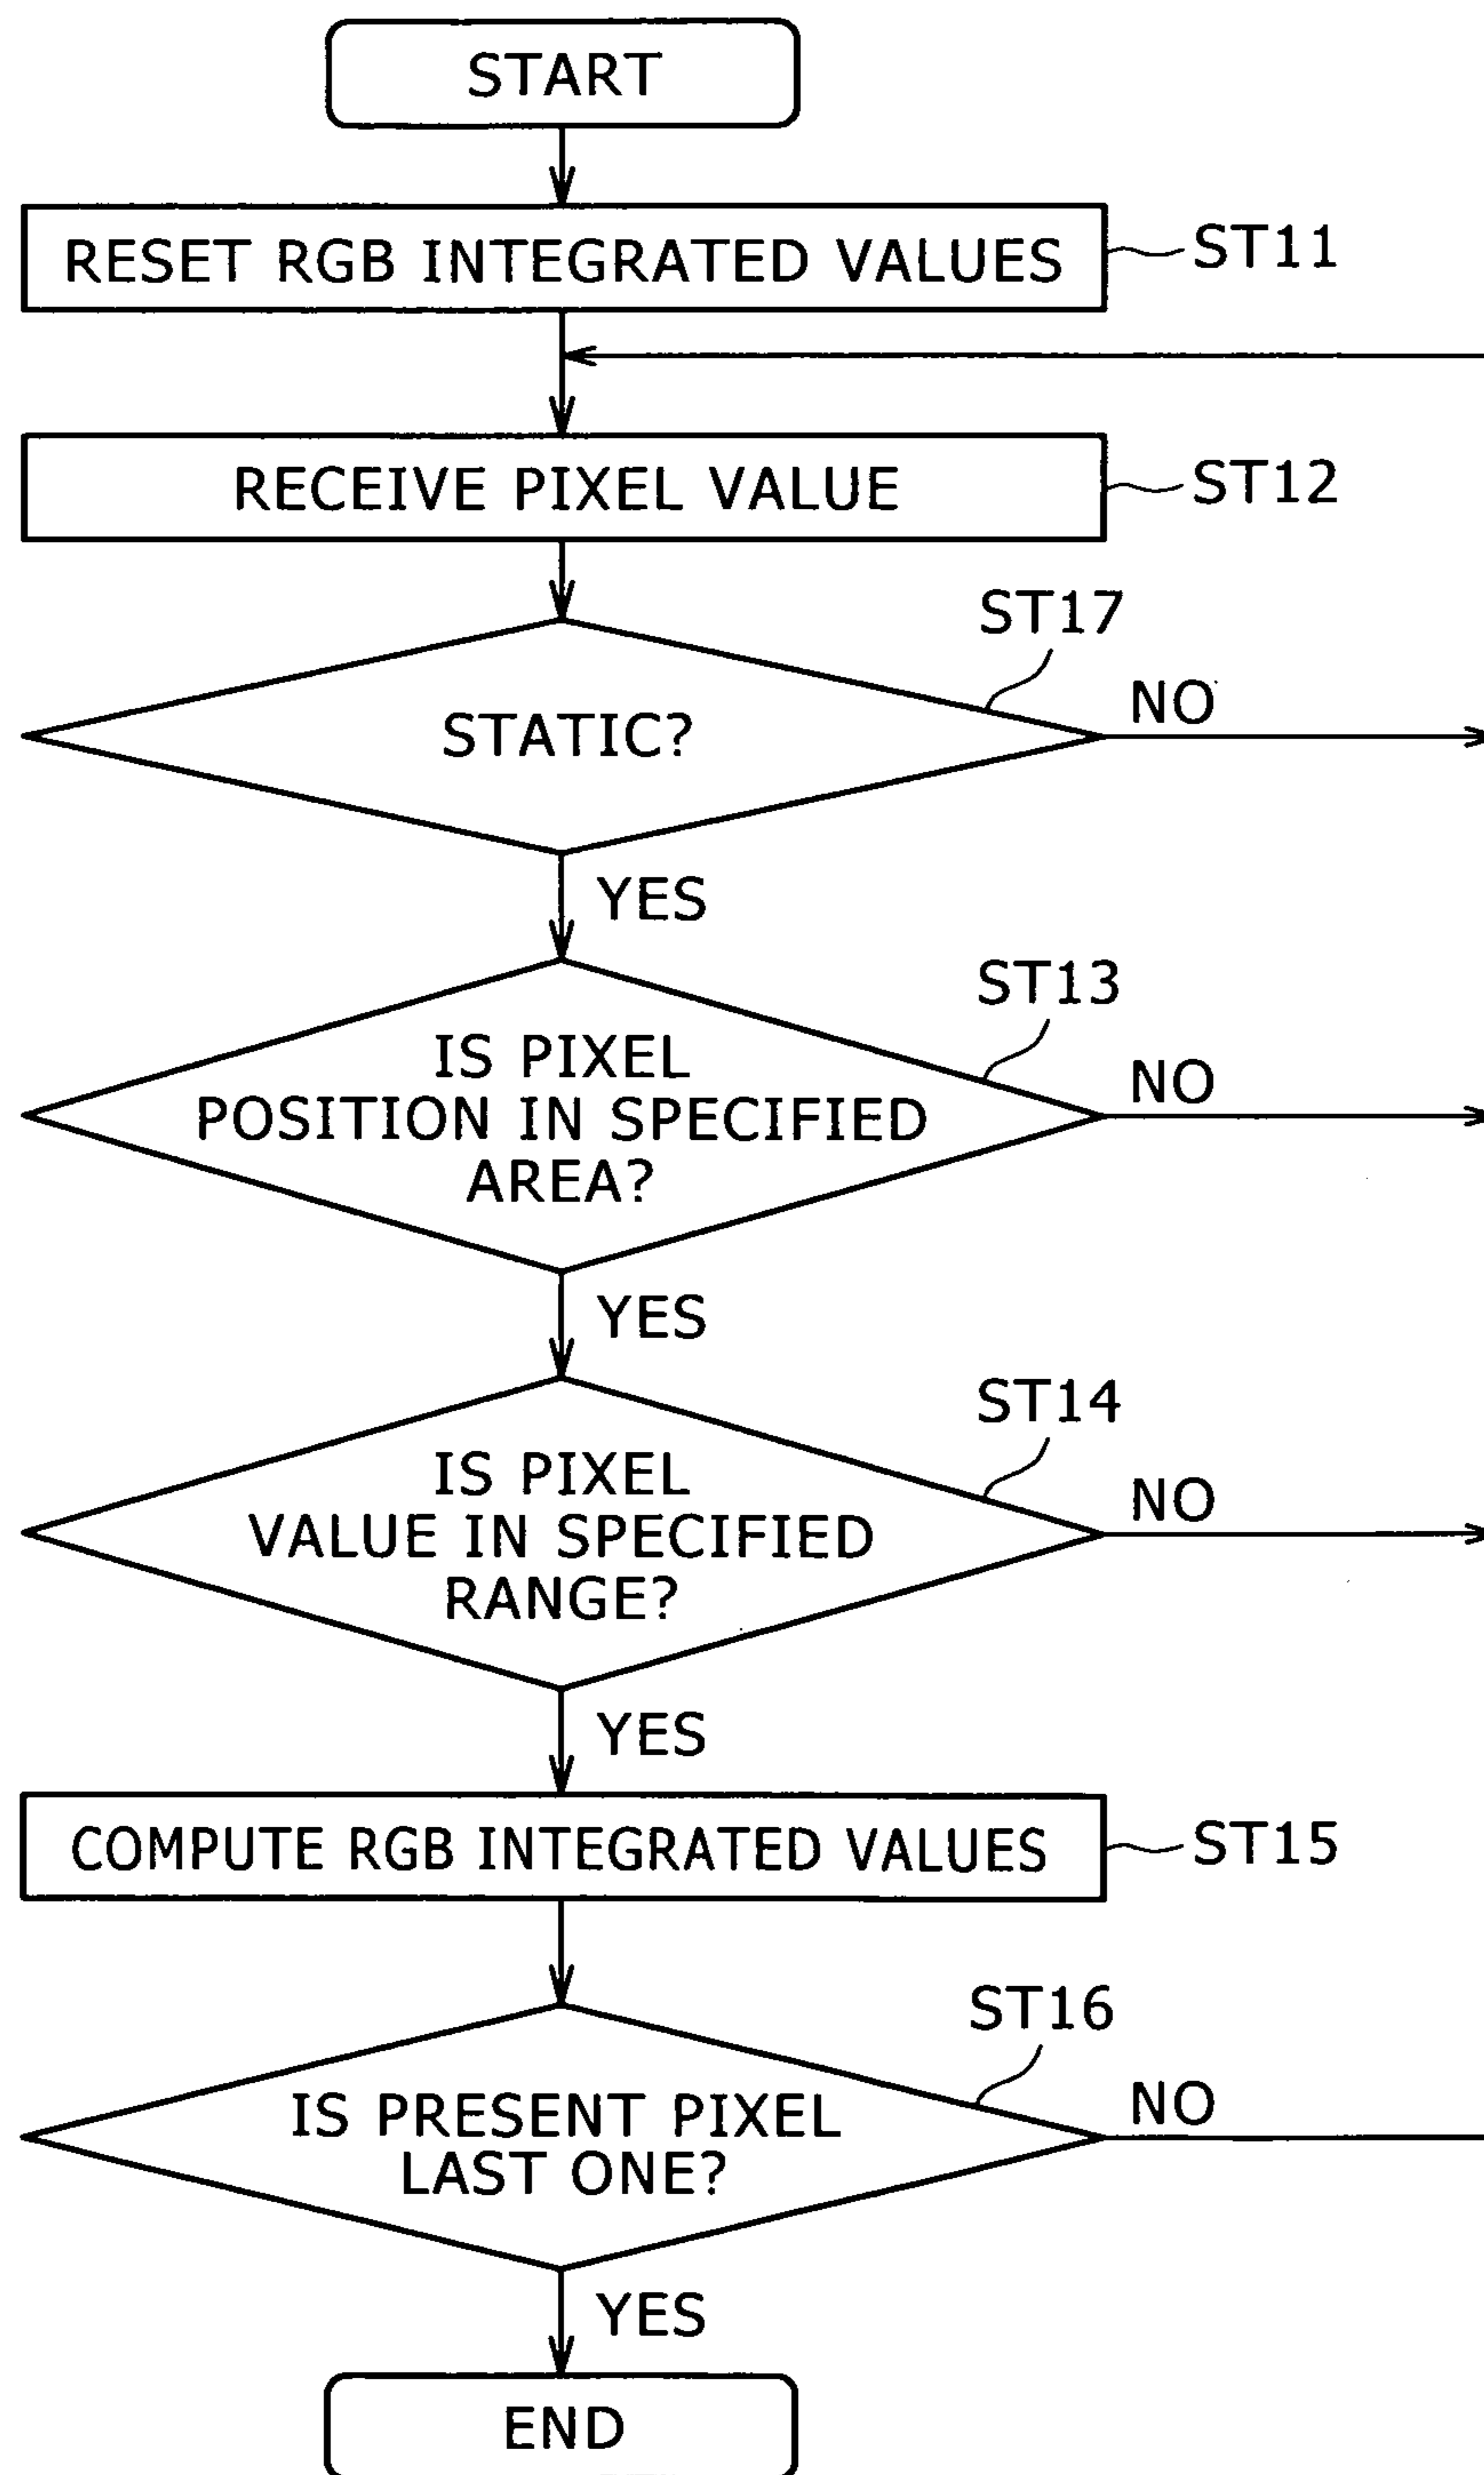 START
RESET RGB INTEGRATED VALUES
ST11
RECEIVE PIXEL VALUE
ST12
ST17
STATIC?
NO
YES
ST13
IS PIXEL
POSITION IN SPECIFIED
AREA?
NO
YES
ST14
IS PIXEL
VALUE IN SPECIFIED
RANGE?
NO
YES
COMPUTE RGB INTEGRATED VALUES
ST15
ST16
IS PRESENT PIXEL
LAST ONE?
NO
YES
END